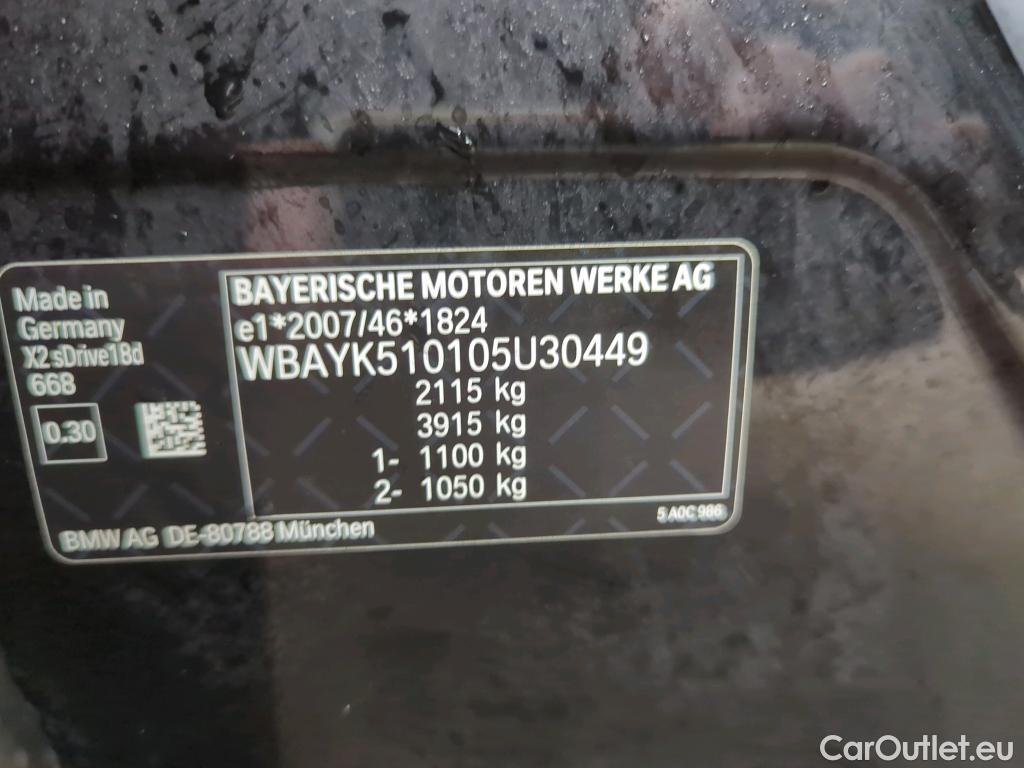 Made in
Germany
X2 sDrive18d
668
0.30
BAYERISCHE MOTOREN WERKE AG
e1*2007/46*1824
WBAYK510105U30449
2115 kg
3915 kg
1- 1100 kg
2- 1050 kg
5 A0C 986
BMW AG DE-80788 München
CarOutlet.eu